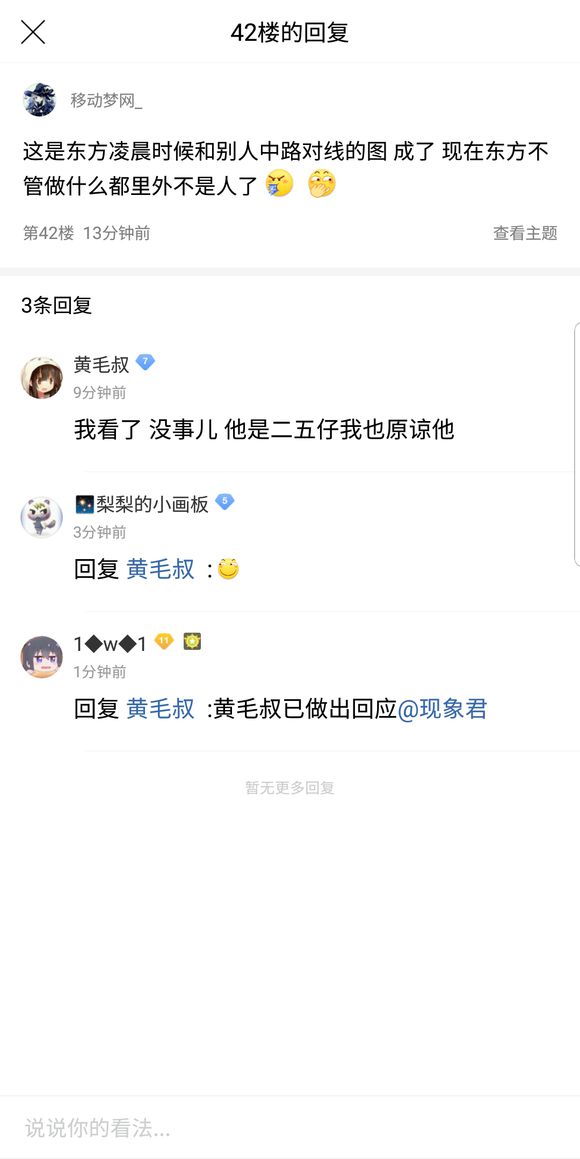 42楼的回复
移动梦网_
这是东方凌晨时候和别人中路对线的图 成了 现在东方不
管做什么都里外不是人了
第42楼 13分钟前
查看主题
3条回复
黄毛叔 7
9分钟前
我看了 没事儿 他是二五仔我也原谅他
梨梨的小画板 5
3分钟前
回复 黄毛叔 :
1◆w◆1 11
1分钟前
回复 黄毛叔 :黄毛叔已做出回应@现象君
暂无更多回复
说说你的看法...